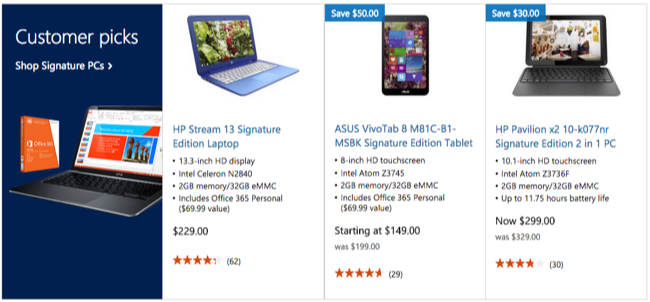 Customer picks
Shop Signature PCs >
Office 365
HP Stream 13 Signature
Edition Laptop
• 13.3-inch HD display
• Intel Celeron N2840
• 2GB memory/32GB eMMC
• Includes Office 365 Personal
($69.99 value)
$229.00
(62)
Save $50.00
ASUS VivoTab 8 M81C-B1-
MSBK Signature Edition Tablet
• 8-inch HD touchscreen
• Intel Atom Z3745
• 2GB memory/32GB eMMC
• Includes Office 365 Personal
($69.99 value)
Starting at $149.00
was $199.00
(29)
Save $30.00
HP Pavilion x2 10-k077nr
Signature Edition 2 in 1 PC
• 10.1-inch HD touchscreen
• Intel Atom Z3736F
• 2GB memory/32GB eMMC
• Up to 11.75 hours battery life
Now $299.00
was $329.00
(30)